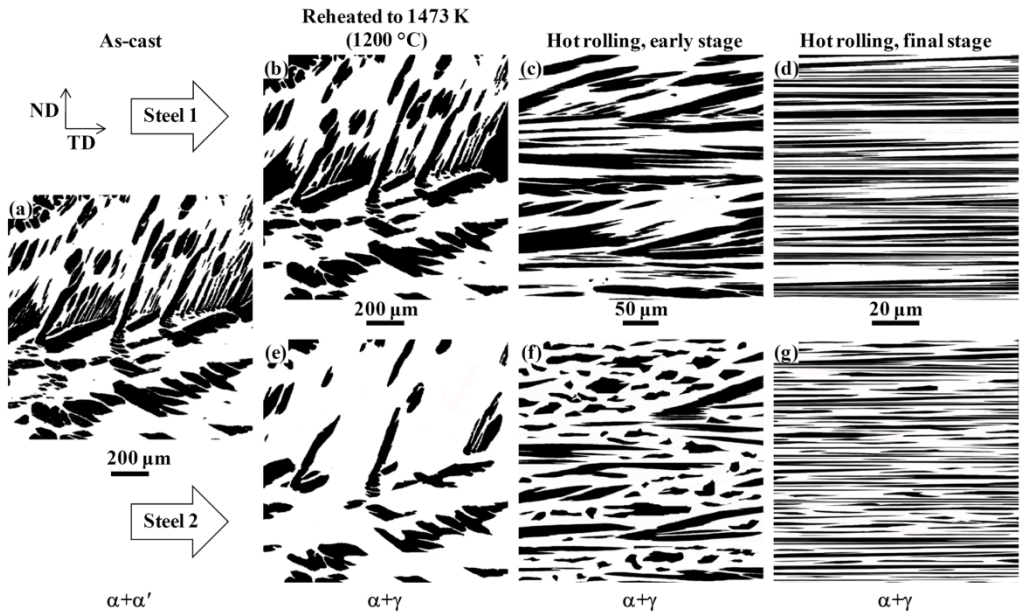 As-cast
Reheated to 1473 K
(1200 °C)
Hot rolling, early stage
Hot rolling, final stage
ND
TD
Steel 1
(b)
(c)
(d)
200 μm
50 μm
20 μm
(a)
200 μm
(e)
(f)
(g)
Steel 2
α+α′
α+γ
α+γ
α+γ